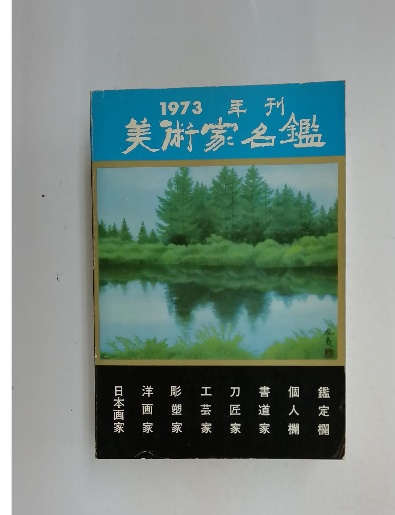 1973 年刊
美術家名鑑
日本画家
洋画家
彫塑家
工芸家
刀匠家
書道家
個人欄
鑑定欄